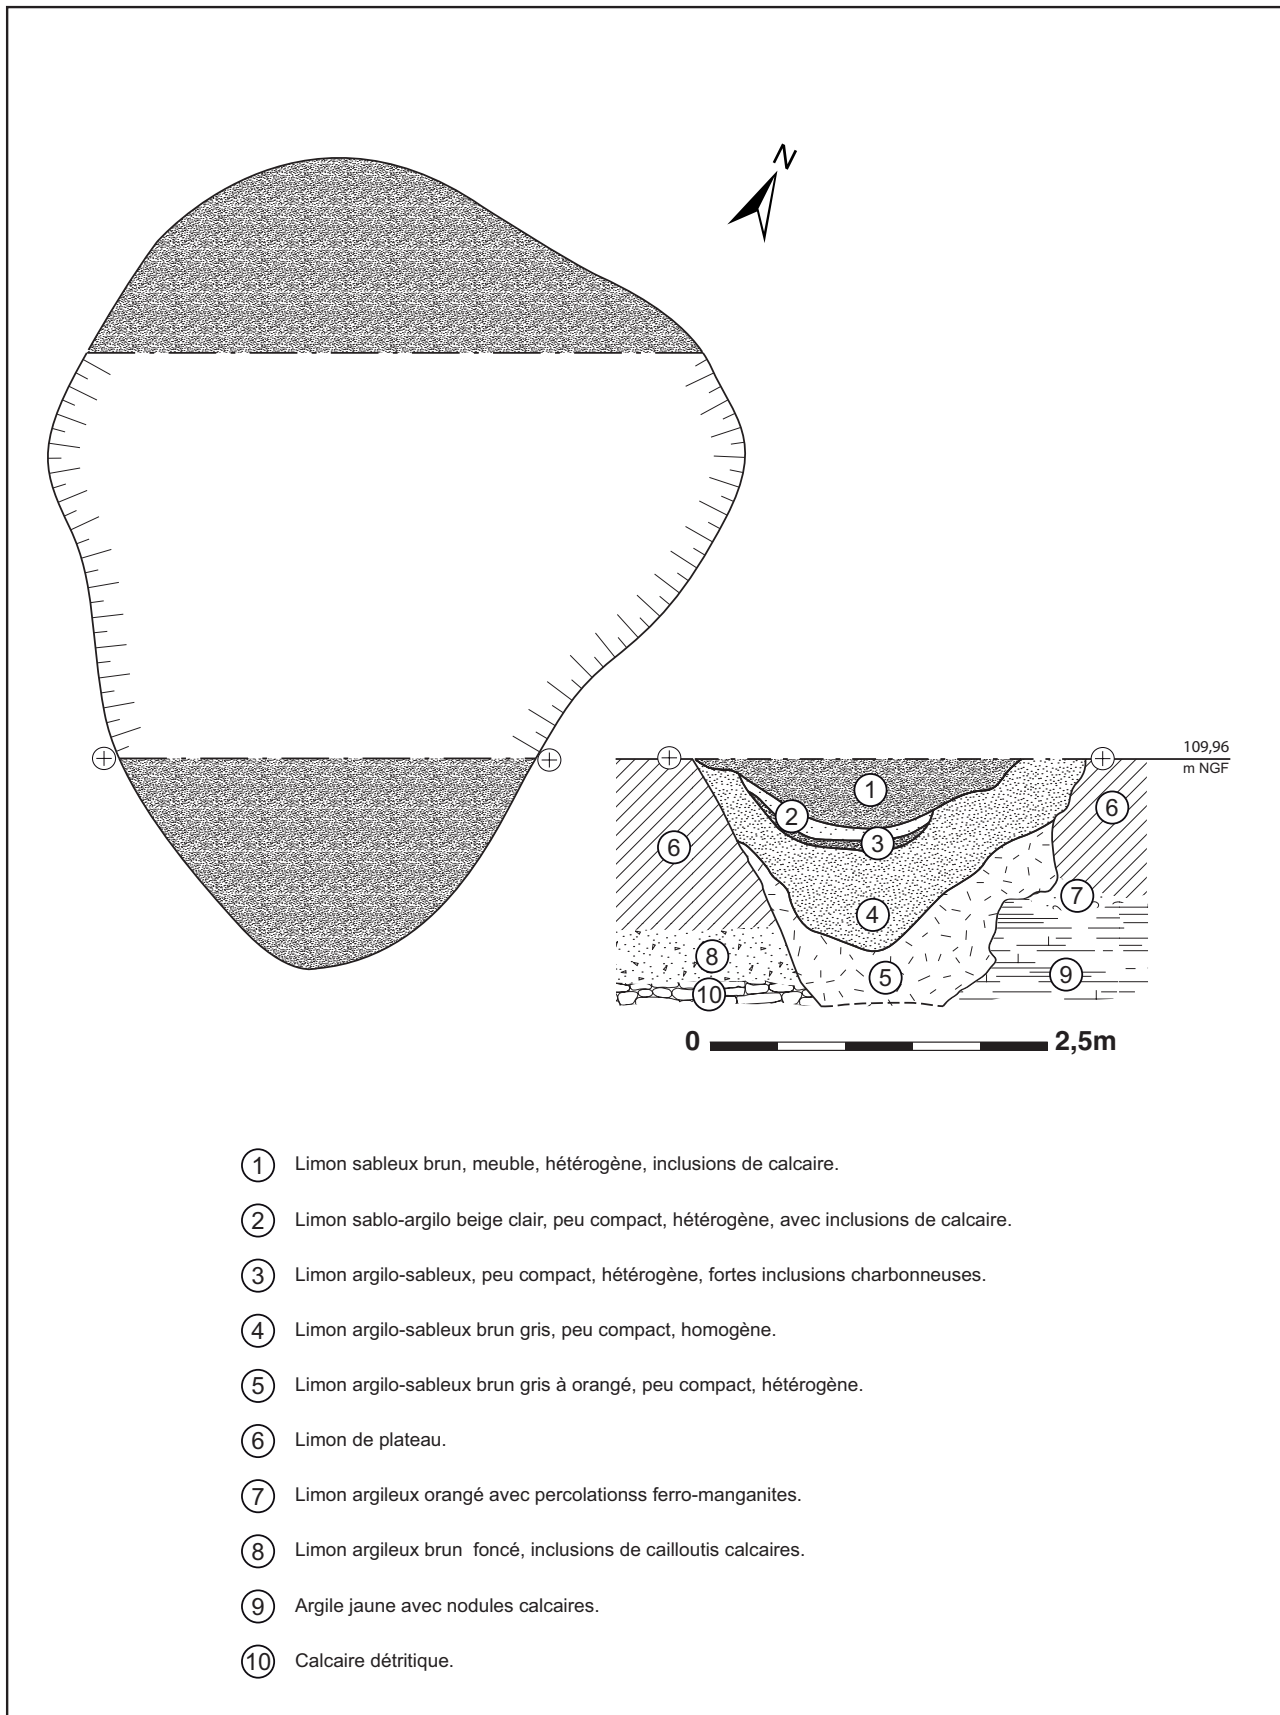 N
109,96
m NGF
1
2
3
6
6
7
4
8
5
9
10
0 2,5m
1 Limon sableux brun, meuble, hétérogène, inclusions de calcaire.
2 Limon sablo-argilo beige clair, peu compact, hétérogène, avec inclusions de calcaire.
3 Limon argilo-sableux, peu compact, hétérogène, fortes inclusions charbonneuses.
4 Limon argilo-sableux brun gris, peu compact, homogène.
5 Limon argilo-sableux brun gris à orangé, peu compact, hétérogène.
6 Limon de plateau.
7 Limon argileux orangé avec percolationss ferro-manganites.
8 Limon argileux brun foncé, inclusions de cailloutis calcaires.
9 Argile jaune avec nodules calcaires.
10 Calcaire détritique.